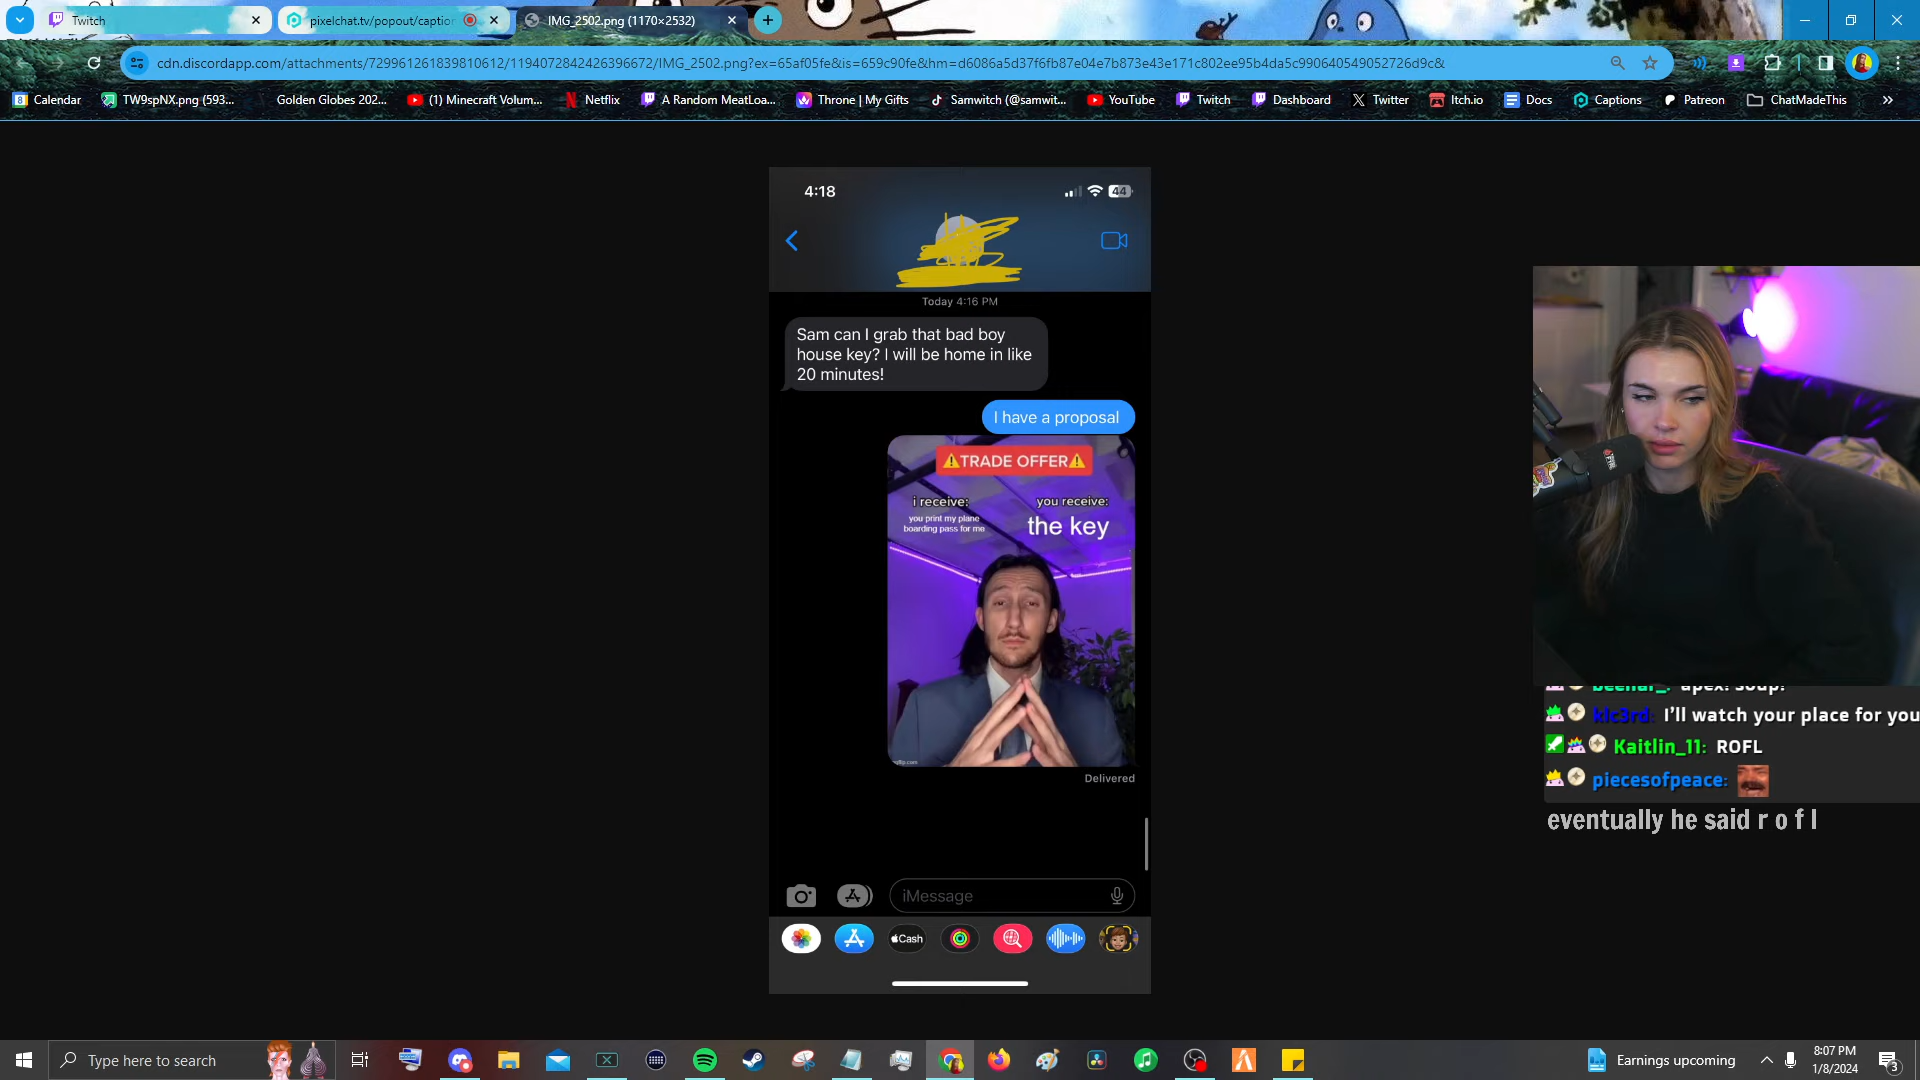 Twitch
pixelchat.tv/popout/captio
IMG_2502.png (1170×2532)
cdn.discordapp.com/attachments/729961261839810612/1194072842426396672/IMG_2502.png?ex=65af05fe&is=659c90fe&hm=d6086a5d37f6fb87e04e7b873e43e171c802ee95b4da5c990640549052726d9c&
Calendar
TW9spNX.png (593...
Golden Globes 202...
(1) Minecraft Volum...
Netflix
A Random MeatLoa...
Throne | My Gifts
Samwitch (@samwit...
YouTube
Twitch
Dashboard
Twitter
Itch.io
Docs
Captions
Patreon
ChatMadeThis
4:18
44
Today 4:16 PM
Sam can I grab that bad boy
house key? I will be home in like
20 minutes!
I have a proposal
⚠TRADE OFFER⚠
i receive:
you receive:
you print my plane
boarding pass for me
the key
imgflip.com
Delivered
iMessage
Cash
klc3rd: I'll watch your place for you
Kaitlin_11: ROFL
piecesofpeace:
eventually he said r o f l
Type here to search
Earnings upcoming
8:07 PM
1/8/2024
3